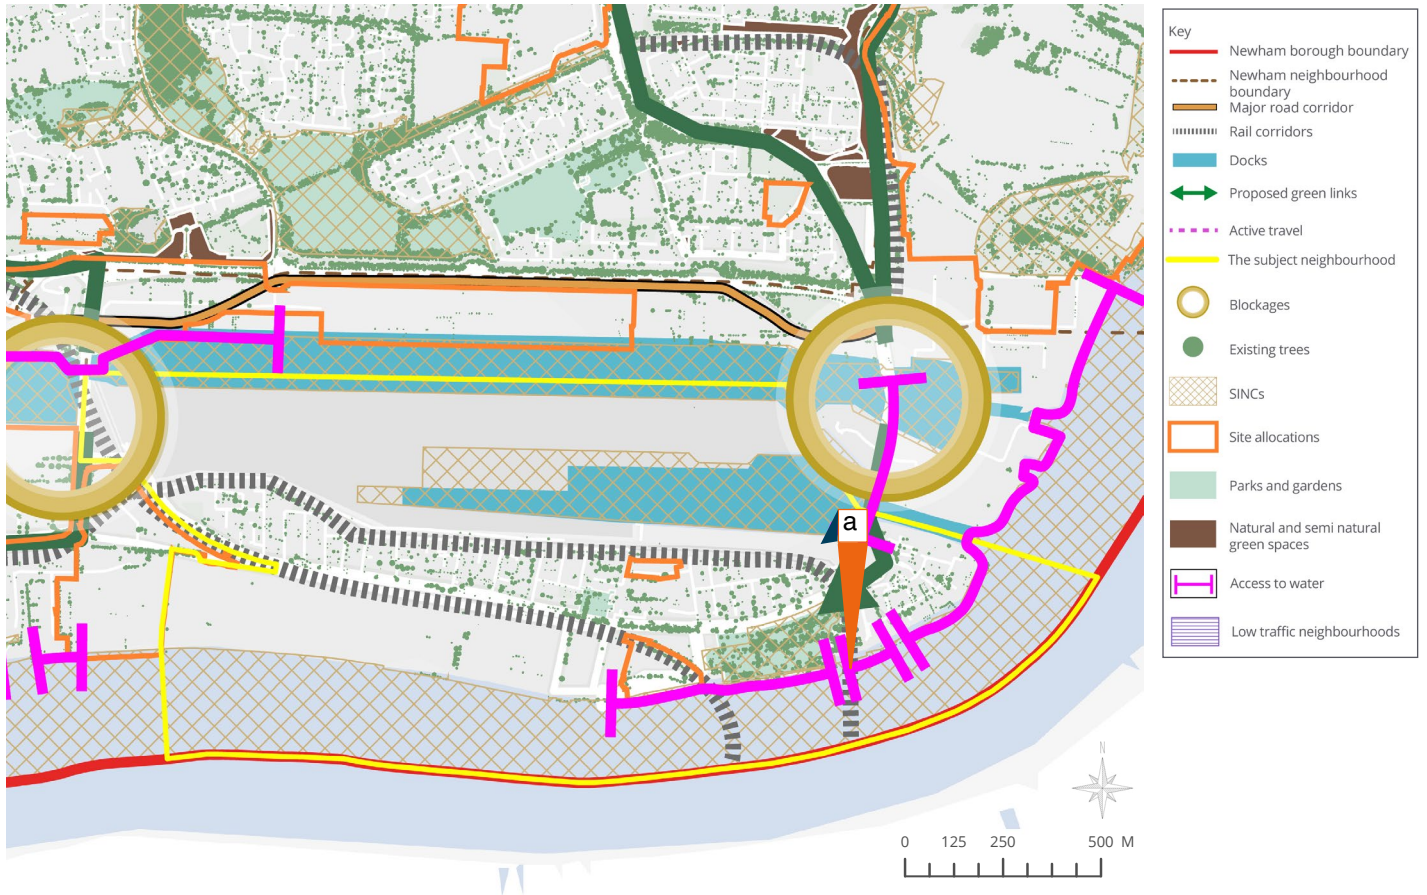 Key
Newham borough boundary
Newham neighbourhood
boundary
Major road corridor
Rail corridors
Docks
Proposed green links
Active travel
The subject neighbourhood
Blockages
Existing trees
SINCs
Site allocations
Parks and gardens
Natural and semi natural
green spaces
Access to water
Low traffic neighbourhoods
a
N
0 125 250 500 M